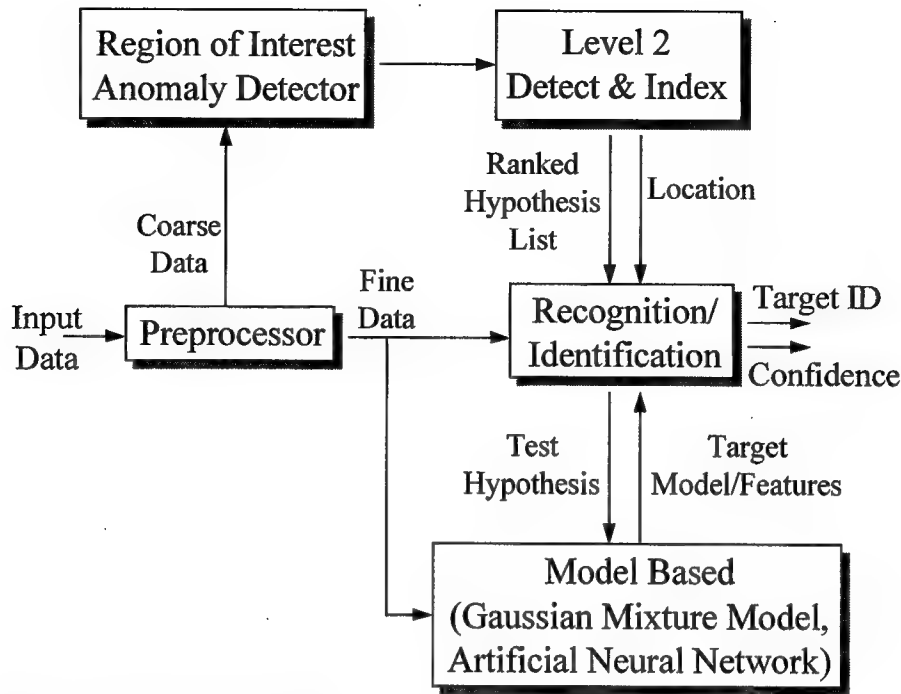 Region of Interest
Anomaly Detector
Level 2
Detect & Index
Ranked
Hypothesis
List
Location
Coarse
Data
Fine
Data
Input
Data
Preprocessor
Recognition/
Identification
Target ID
Confidence
Test
Hypothesis
Target
Model/Features
Model Based
(Gaussian Mixture Model,
Artificial Neural Network)